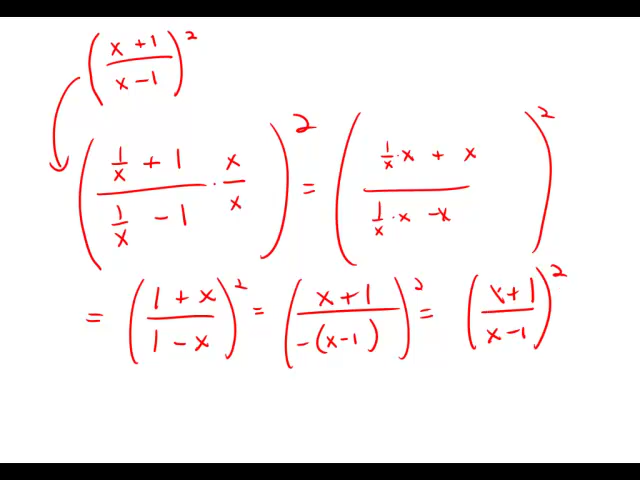 ((x+1)/(x-1))^2
((1/x + 1)/(1/x - 1) · x/x)^2 = ((1/x·x + x)/(1/x·x - x))^2
= ((1+x)/(1-x))^2 = ((x+1)/(-(x-1)))^2 = ((x+1)/(x-1))^2